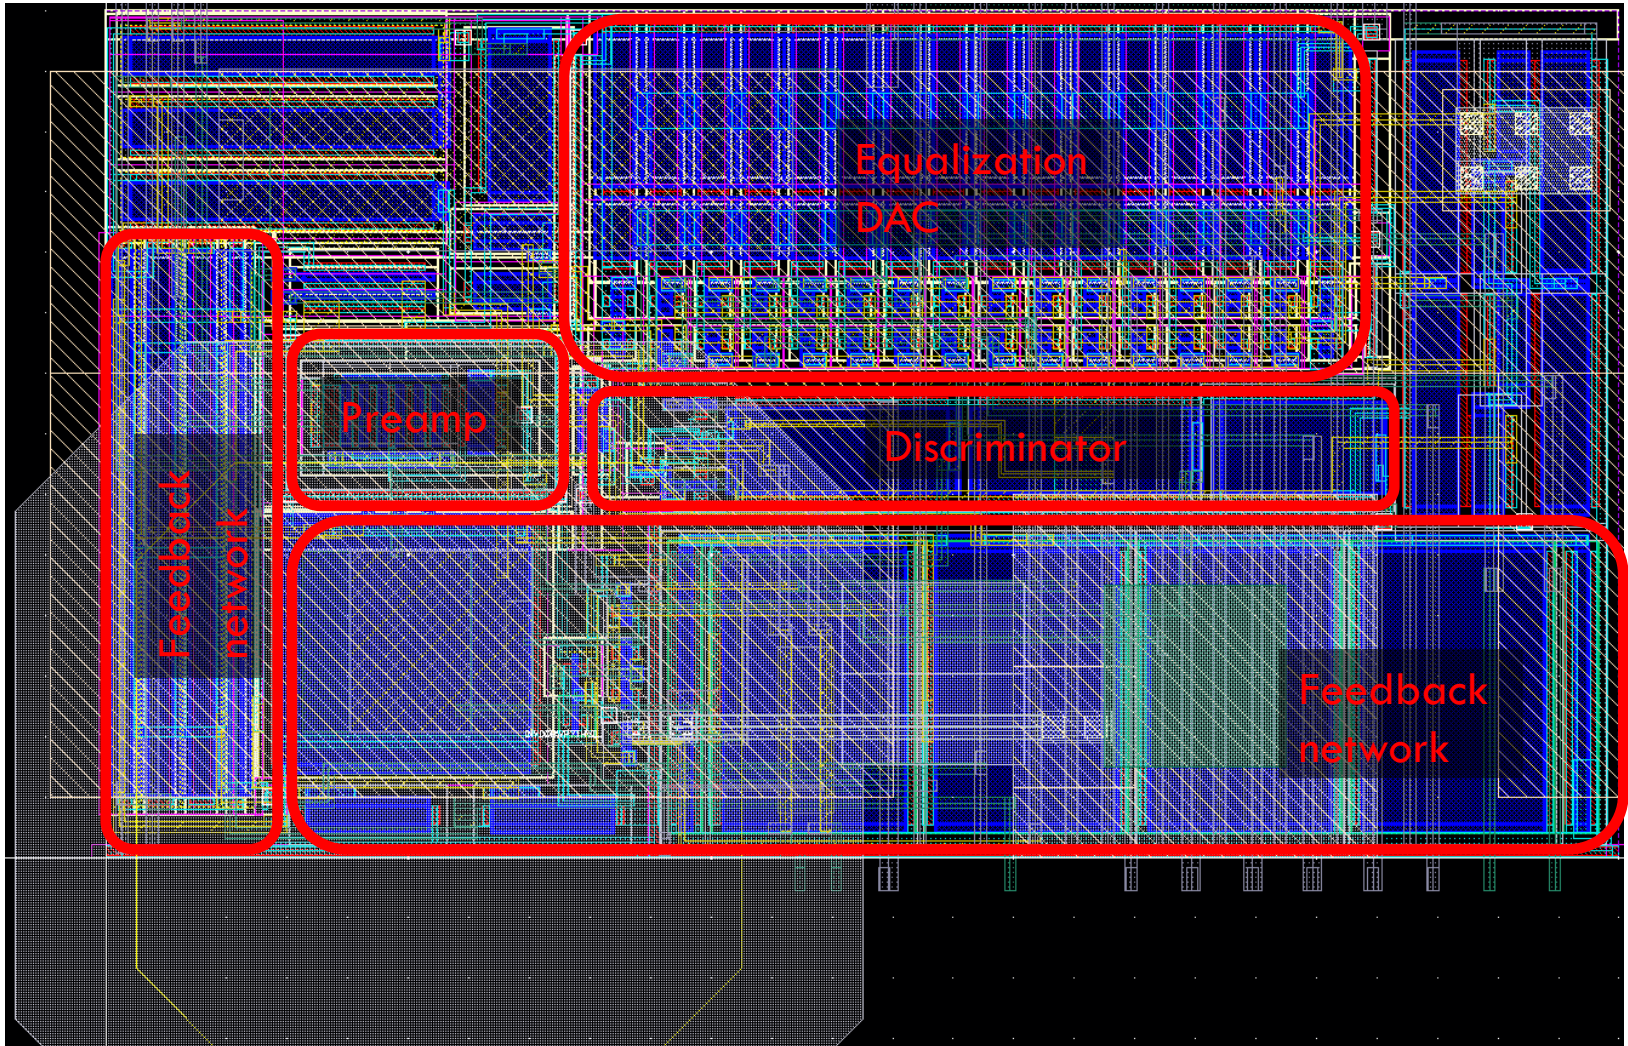 Equalization
DAC
Preamp
Discriminator
Feedback
network
Feedback
network